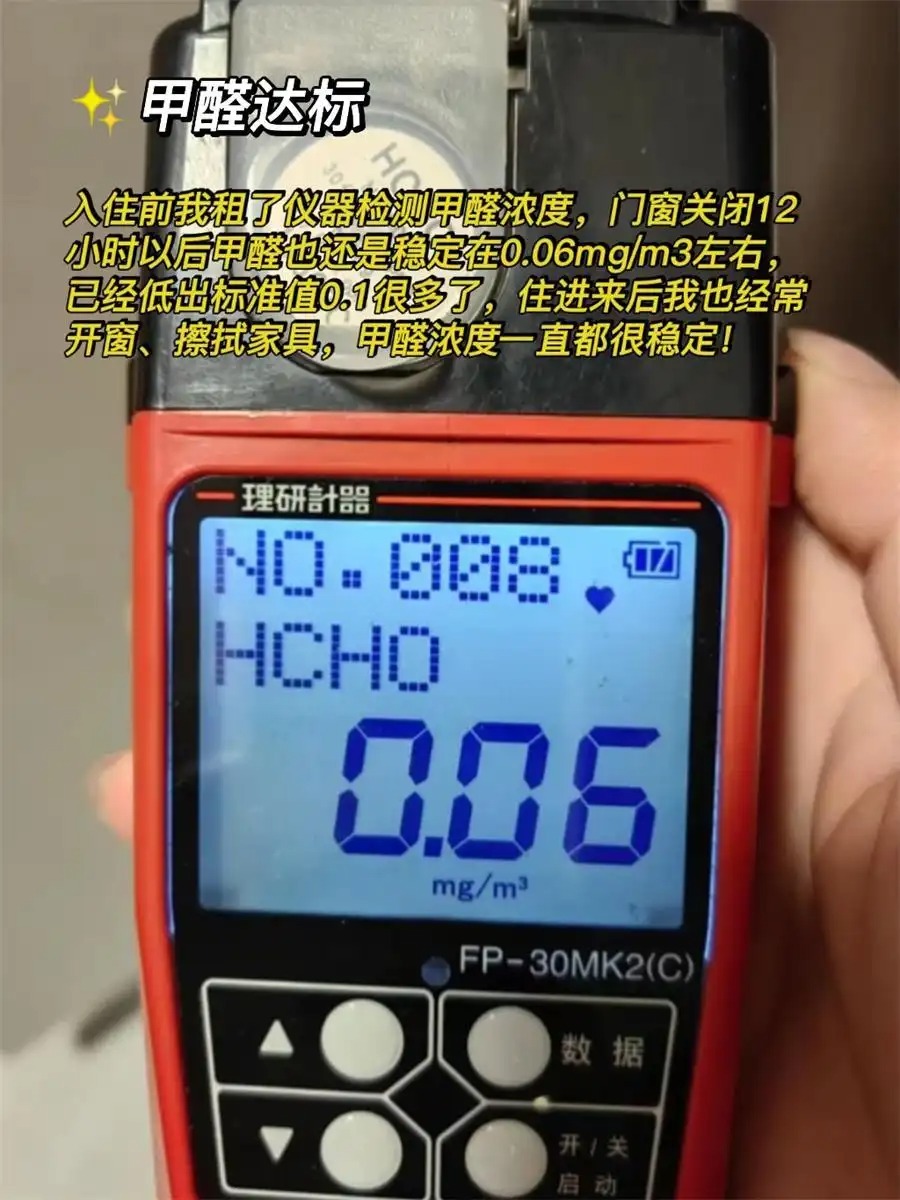 甲醛达标
入住前我租了仪器检测甲醛浓度，门窗关闭12
小时以后甲醛也还是稳定在0.06mg/m3左右，
已经低出标准值0.1很多了，住进来后我也经常
开窗、擦拭家具，甲醛浓度一直都很稳定！
理研計器
NO.008
HCHO
0.06
mg/m³
FP-30MK2(C)
数据
开/关
启动